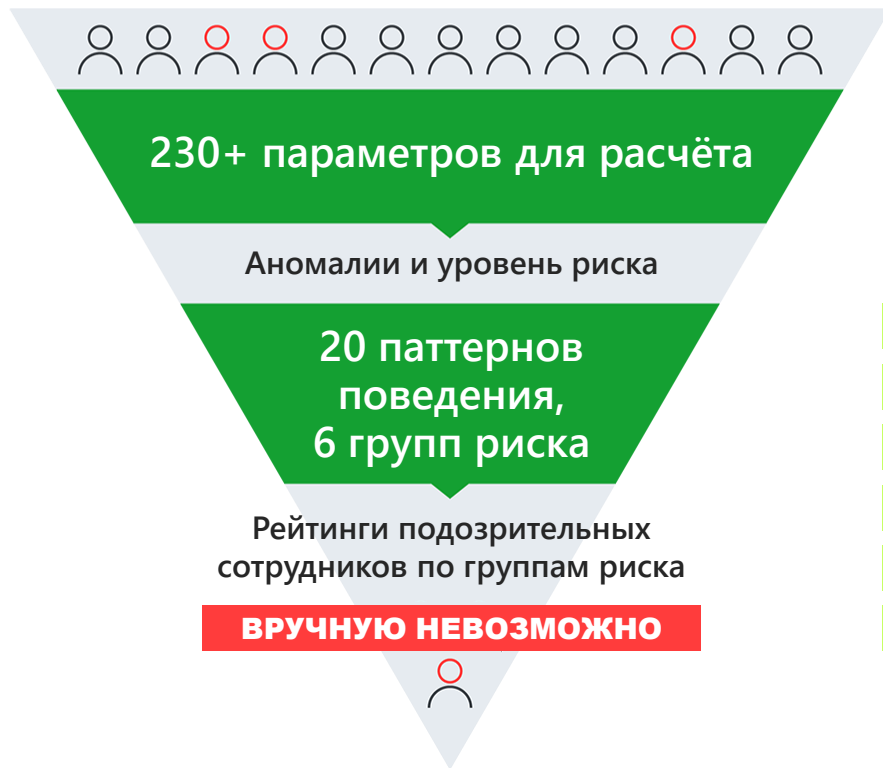 230+ параметров для расчёта
Аномалии и уровень риска
20 паттернов
поведения,
6 групп риска
Рейтинги подозрительных
сотрудников по группам риска
ВРУЧНУЮ НЕВОЗМОЖНО